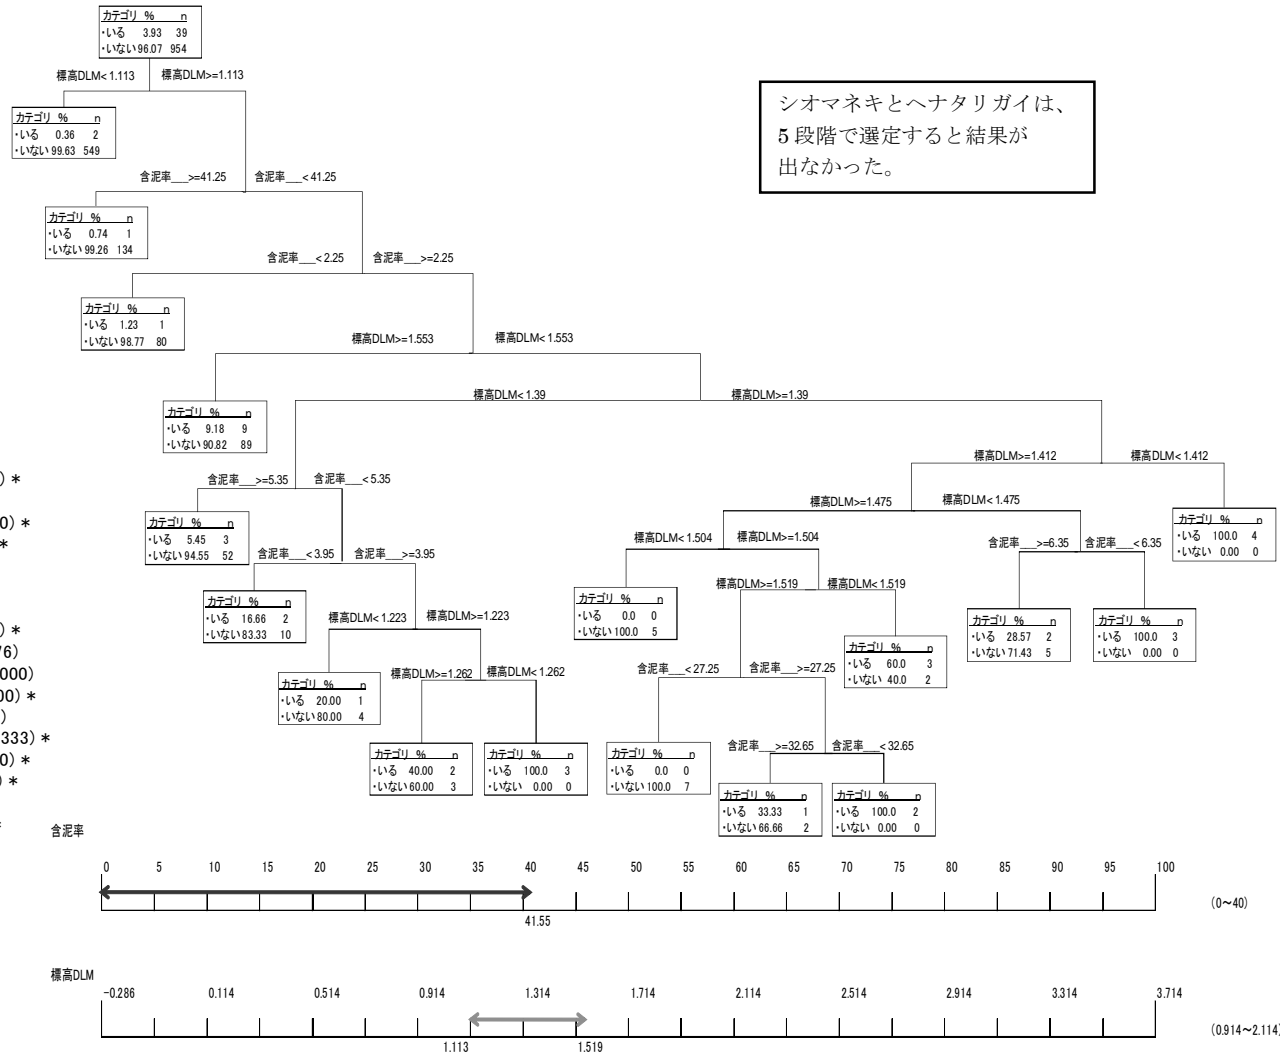 カテゴリ % n
・いる 3.93 39
・いない 96.07 954
標高DLM<1.113 標高DLM>=1.113
シオマネキとヘナタリガイは、
5 段階で選定すると結果が
出なかった。
カテゴリ % n
・いる 0.36 2
・いない 99.63 549
含泥率___>=41.25 含泥率___<41.25
カテゴリ % n
・いる 0.74 1
・いない 99.26 134
含泥率___<2.25 含泥率___>=2.25
カテゴリ % n
・いる 1.23 1
・いない 98.77 80
標高DLM>=1.553 標高DLM<1.553
標高DLM<1.39 標高DLM>=1.39
カテゴリ % n
・いる 9.18 9
・いない 90.82 89
標高DLM>=1.412 標高DLM<1.412
含泥率___>=5.35 含泥率___<5.35
) *
標高DLM>=1.475 標高DLM<1.475
カテゴリ % n
・いる 5.45 3
・いない 94.55 52
カテゴリ % n
・いる 100.0 4
・いない 0.00 0
0) *
*
標高DLM<1.504 標高DLM>=1.504
含泥率___>=6.35 含泥率___<6.35
含泥率___<3.95 含泥率___>=3.95
標高DLM>=1.519 標高DLM<1.519
カテゴリ % n
・いる 16.66 2
・いない 83.33 10
カテゴリ % n
・いる 0.0 0
・いない 100.0 5
標高DLM<1.223 標高DLM>=1.223
カテゴリ % n
・いる 28.57 2
・いない 71.43 5
カテゴリ % n
・いる 100.0 3
・いない 0.00 0
) *
76)
000)
00) *
)
333) *
0) *
) *
*
カテゴリ % n
・いる 60.0 3
・いない 40.0 2
標高DLM>=1.262 標高DLM<1.262
含泥率___<27.25 含泥率___>=27.25
カテゴリ % n
・いる 20.00 1
・いない 80.00 4
カテゴリ % n
・いる 40.00 2
・いない 60.00 3
カテゴリ % n
・いる 100.0 3
・いない 0.00 0
カテゴリ % n
・いる 0.0 0
・いない 100.0 7
含泥率___>=32.65 含泥率___<32.65
カテゴリ % n
・いる 33.33 1
・いない 66.66 2
カテゴリ % n
・いる 100.0 2
・いない 0.00 0
含泥率
0 5 10 15 20 25 30 35 40 45 50 55 60 65 70 75 80 85 90 95 100
(0～40)
41.55
標高DLM
-0.286 0.114 0.514 0.914 1.314 1.714 2.114 2.514 2.914 3.314 3.714
(0.914～2.114)
1.113 1.519